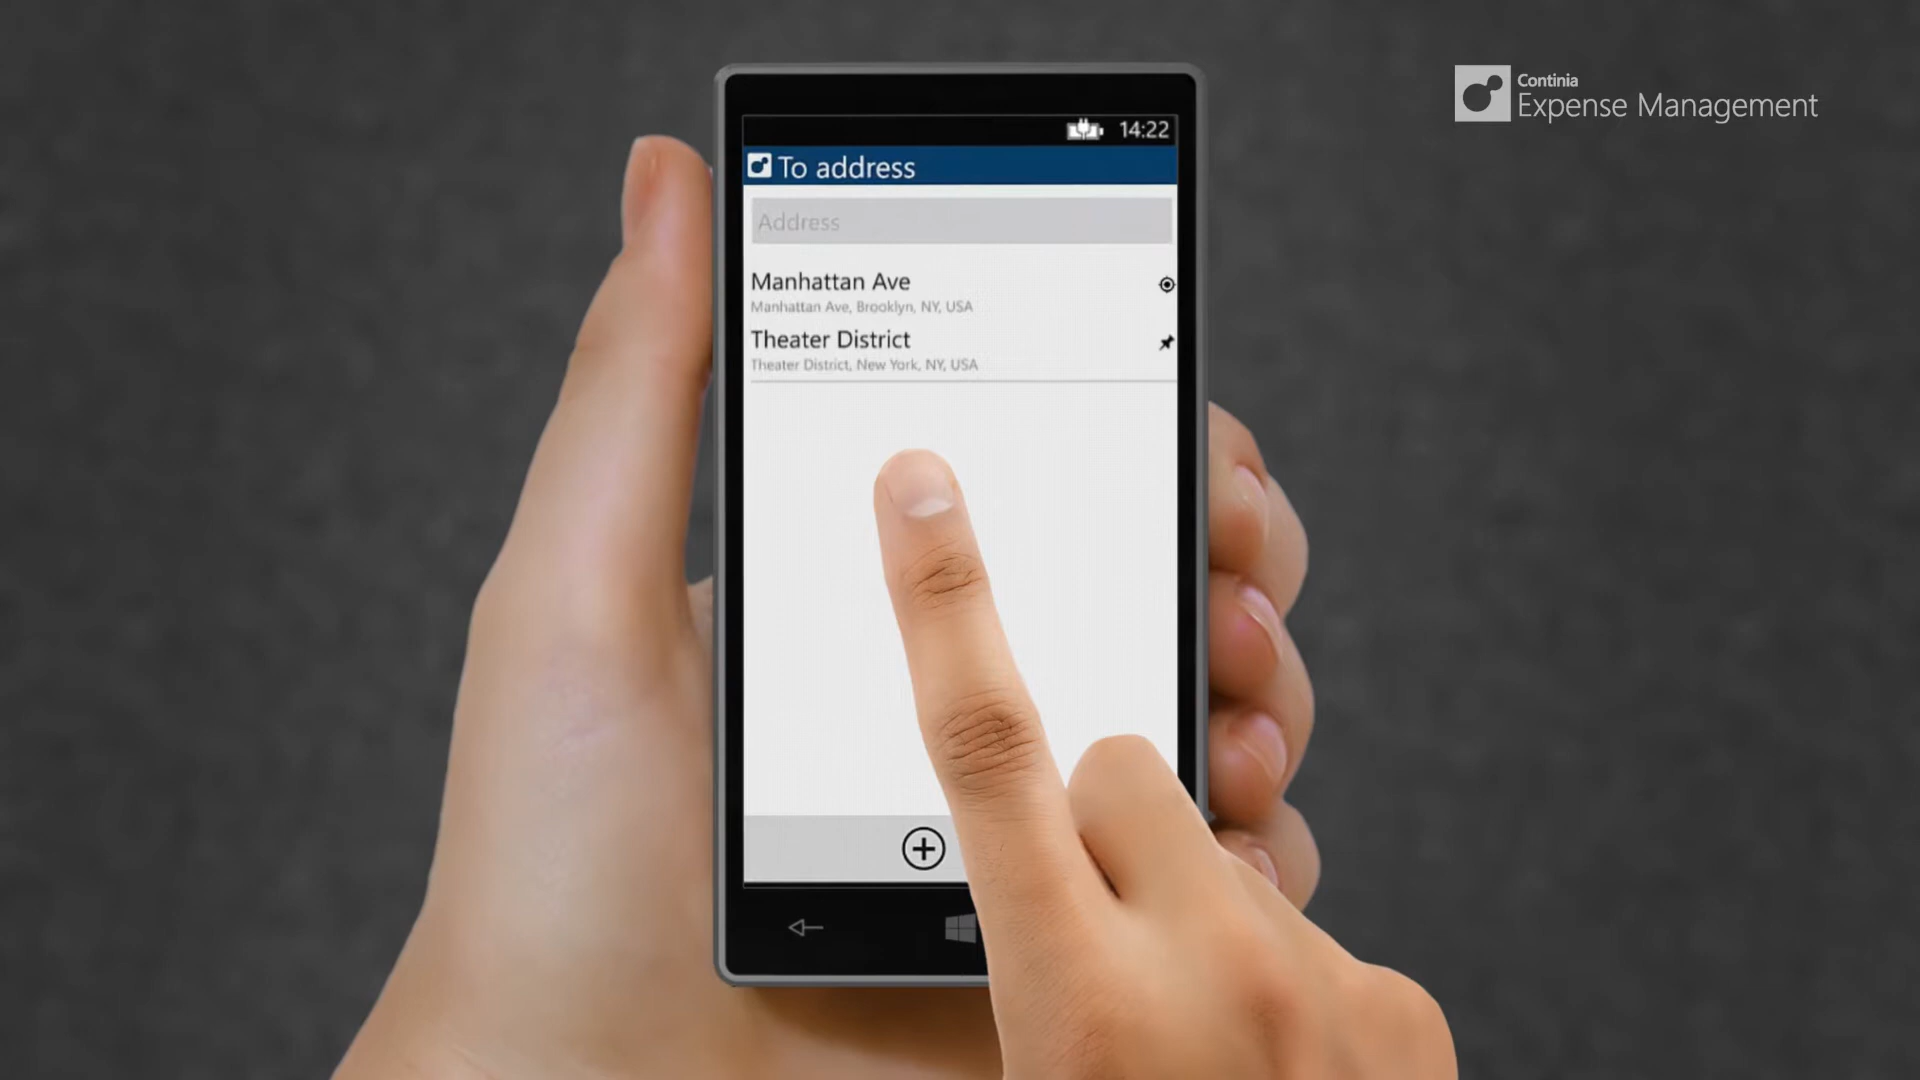 Continia
Expense Management
14:22
To address
Address
Manhattan Ave
Manhattan Ave, Brooklyn, NY, USA
Theater District
Theater District, New York, NY, USA